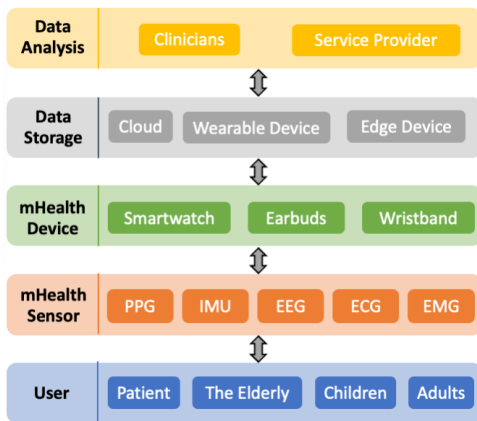 Data
Analysis
Clinicians
Service Provider
Data
Storage
Cloud
Wearable Device
Edge Device
mHealth
Device
Smartwatch
Earbuds
Wristband
mHealth
Sensor
PPG
IMU
EEG
ECG
EMG
User
Patient
The Elderly
Children
Adults